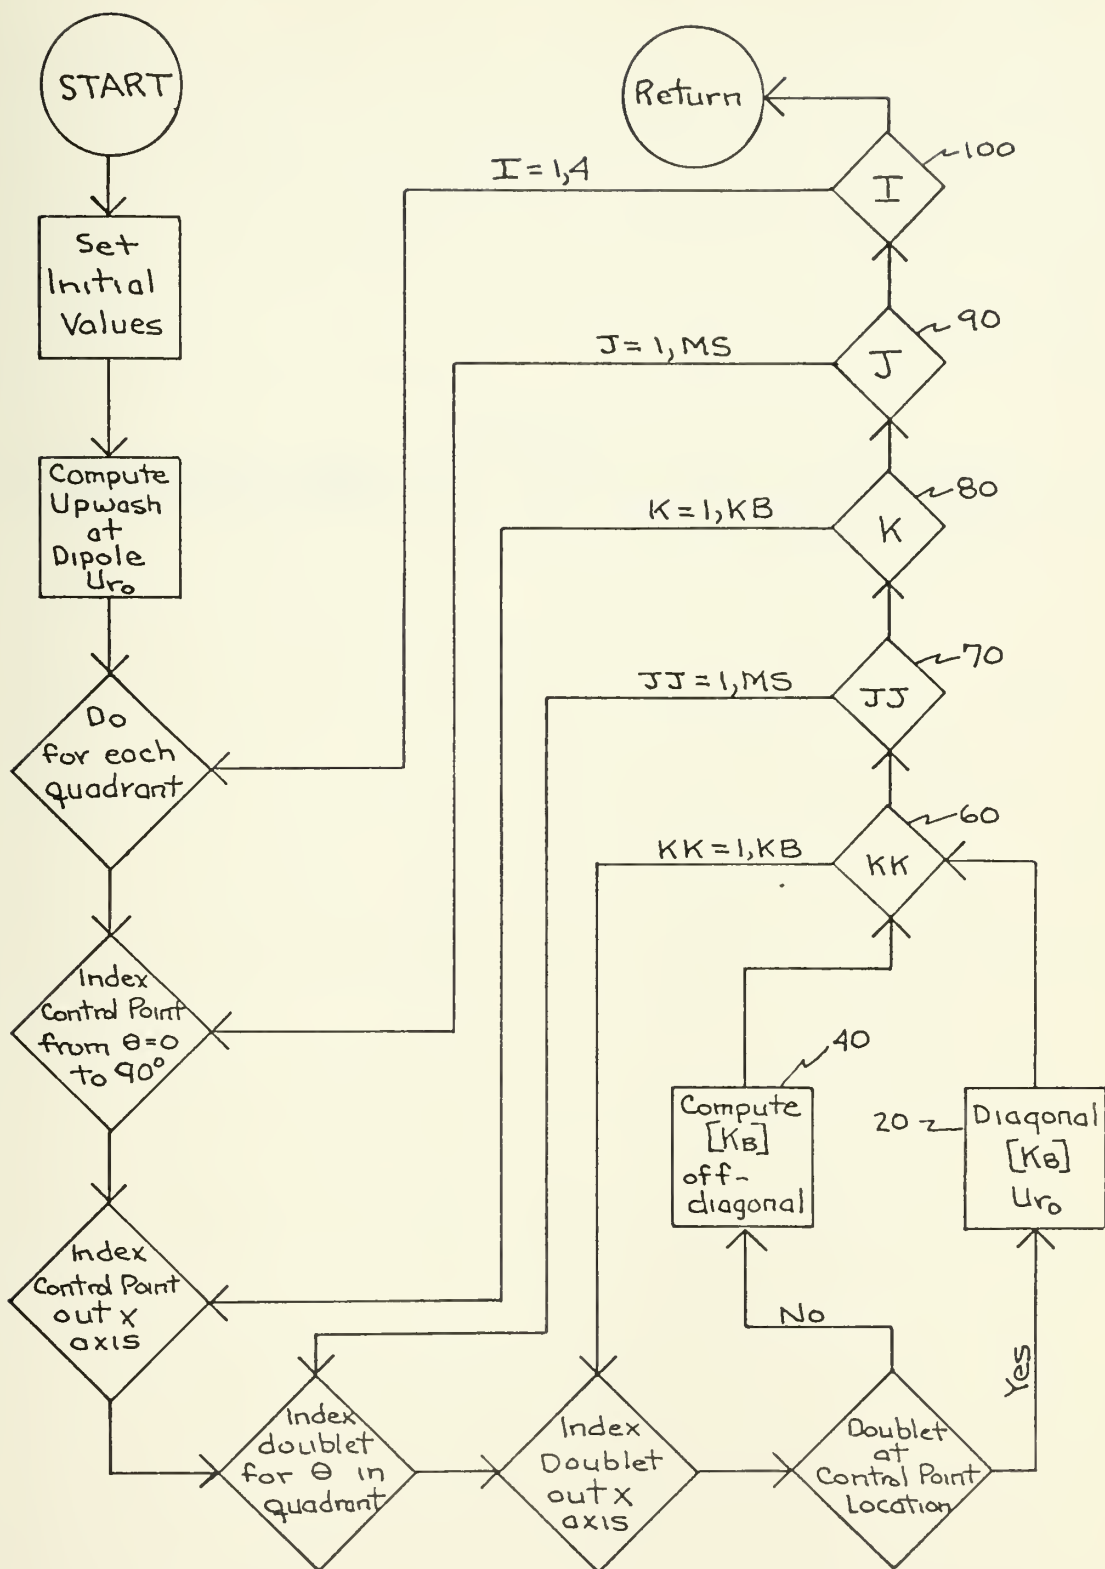 START
Set
Initial
Values
Compute
Upwash
at
Dipole
Ur₀
Do
for each
quadrant
Index
Control Point
from θ=0
to 90°
Index
Control Point
out x
axis
Index
doublet
for θ in
quadrant
Index
Doublet
out x
axis
Doublet
at
Control Point
Location
No
Yes
40
Compute
[KB]
off-
diagonal
20
Diagonal
[KB]
Ur₀
60
KK
KK = 1, KB
70
JJ
JJ = 1, MS
80
K
K = 1, KB
90
J
J = 1, MS
100
I
I = 1,4
Return